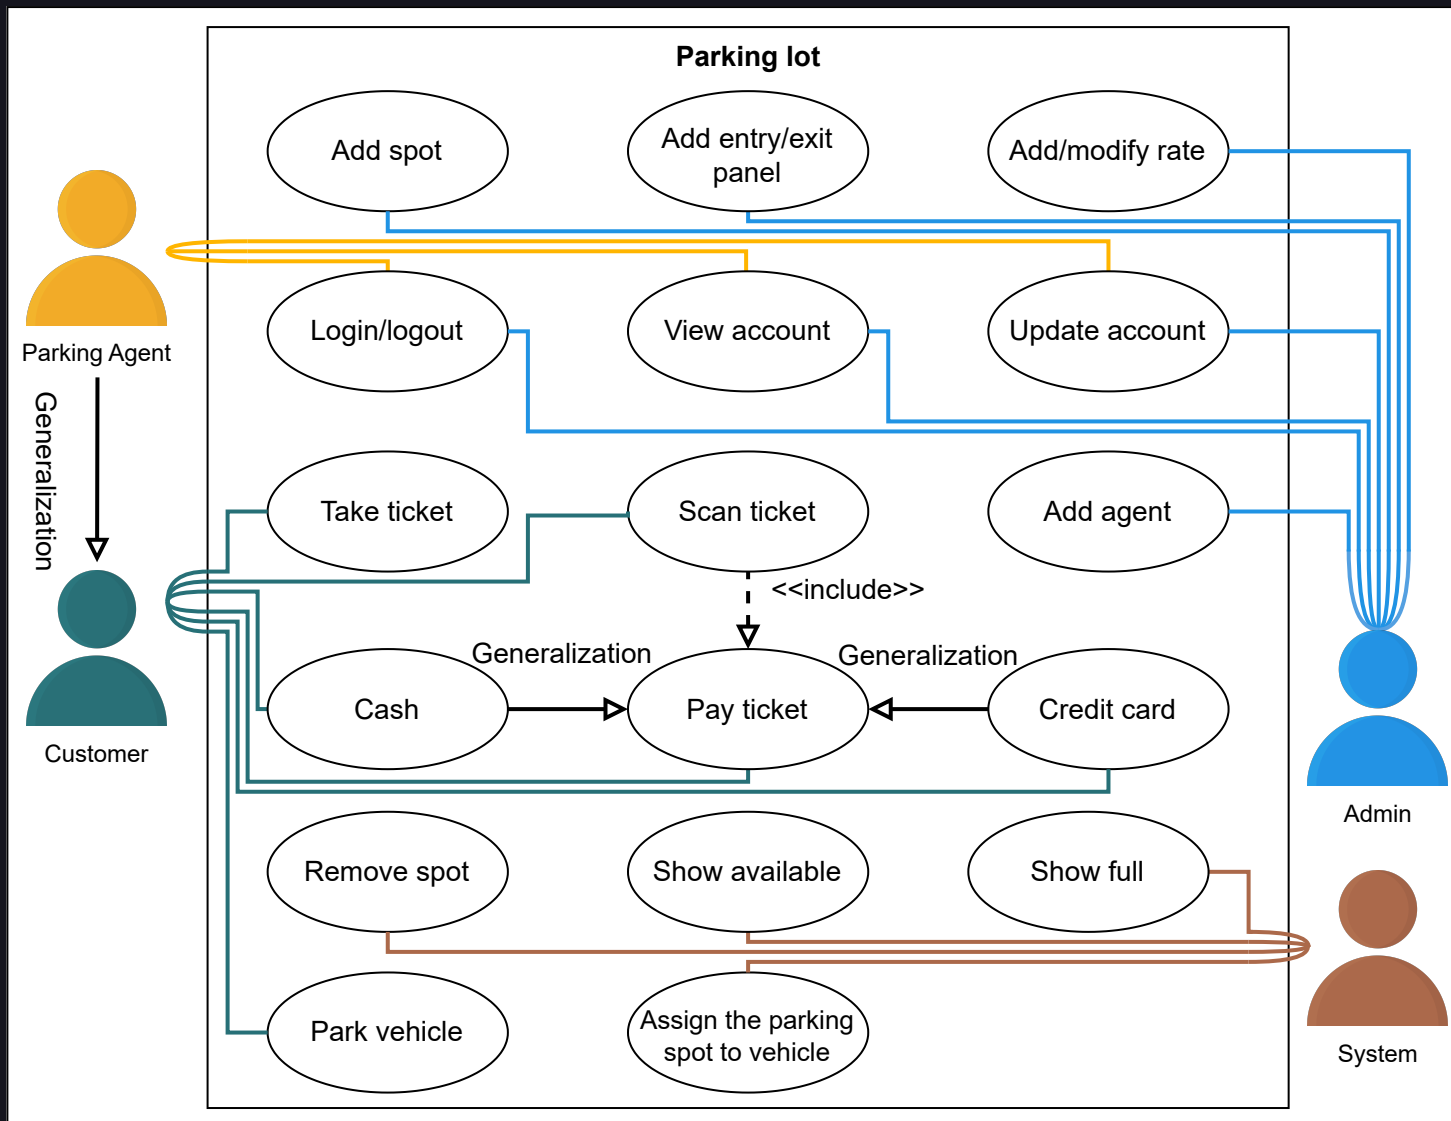 Parking lot
Add spot
Add entry/exit
panel
Add/modify rate
Login/logout
View account
Update account
Parking Agent
Generalization
Take ticket
Scan ticket
Add agent
<<include>>
Generalization
Generalization
Cash
Pay ticket
Credit card
Customer
Admin
Remove spot
Show available
Show full
Park vehicle
Assign the parking
spot to vehicle
System